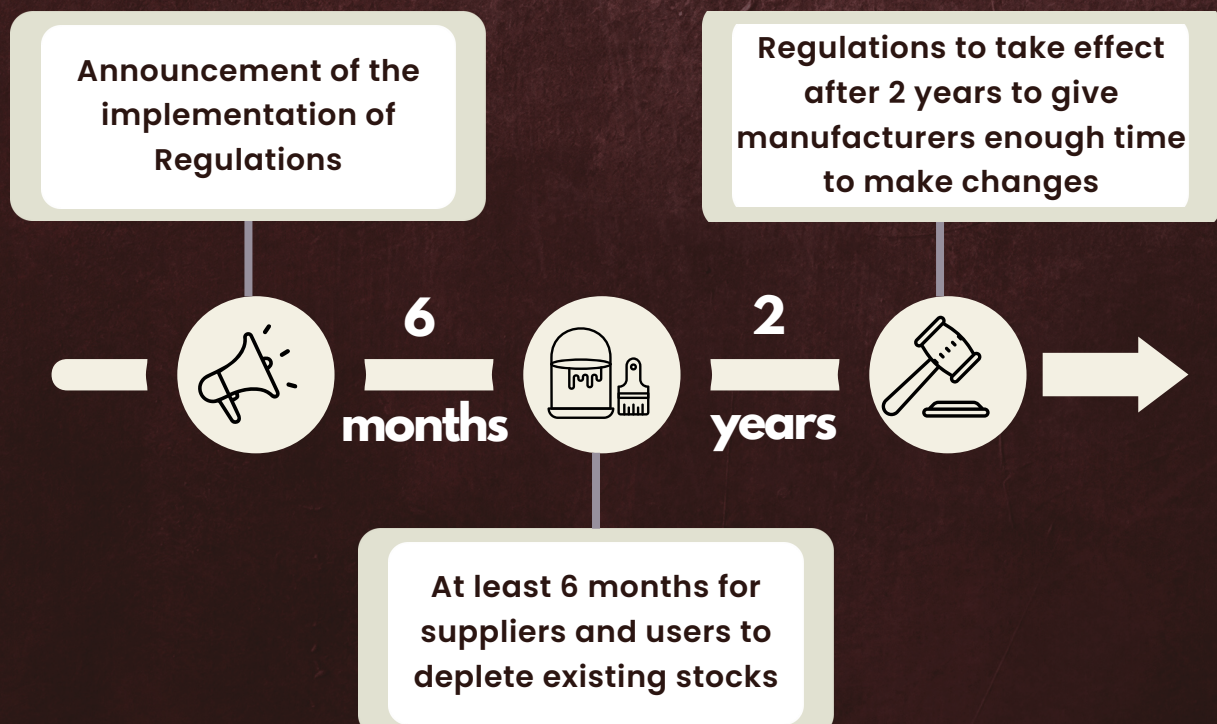 Announcement of the
implementation of
Regulations
Regulations to take effect
after 2 years to give
manufacturers enough time
to make changes
6
months
2
years
At least 6 months for
suppliers and users to
deplete existing stocks